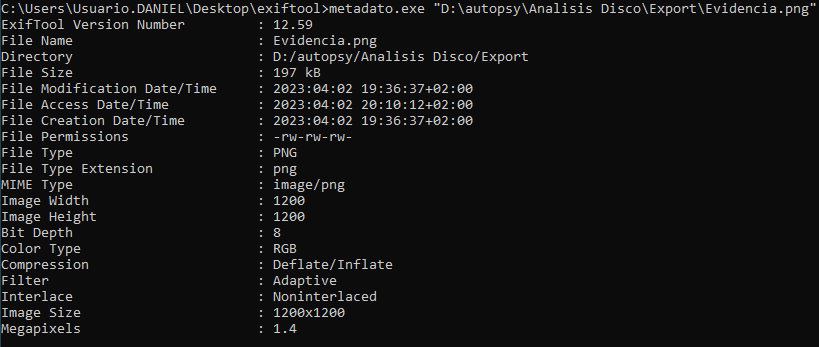 C:\Users\Usuario.DANIEL\Desktop\exiftool>metadato.exe "D:\autopsy\Analisis Disco\Export\Evidencia.png"
ExifTool Version Number : 12.59
File Name : Evidencia.png
Directory : D:/autopsy/Analisis Disco/Export
File Size : 197 kB
File Modification Date/Time : 2023:04:02 19:36:37+02:00
File Access Date/Time : 2023:04:02 20:10:12+02:00
File Creation Date/Time : 2023:04:02 19:36:37+02:00
File Permissions : -rw-rw-rw-
File Type : PNG
File Type Extension : png
MIME Type : image/png
Image Width : 1200
Image Height : 1200
Bit Depth : 8
Color Type : RGB
Compression : Deflate/Inflate
Filter : Adaptive
Interlace : Noninterlaced
Image Size : 1200x1200
Megapixels : 1.4